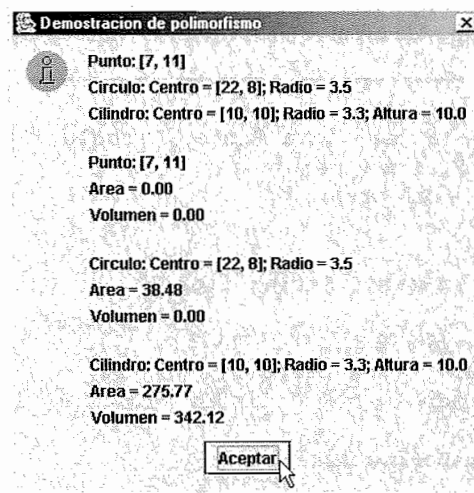 Demostracion de polimorfismo
Punto: [7, 11]
Circulo: Centro = [22, 8]; Radio = 3.5
Cilindro: Centro = [10, 10]; Radio = 3.3; Altura = 10.0
Punto: [7, 11]
Area = 0.00
Volumen = 0.00
Circulo: Centro = [22, 8]; Radio = 3.5
Area = 38.48
Volumen = 0.00
Cilindro: Centro = [10, 10]; Radio = 3.3; Altura = 10.0
Area = 275.77
Volumen = 342.12
Aceptar